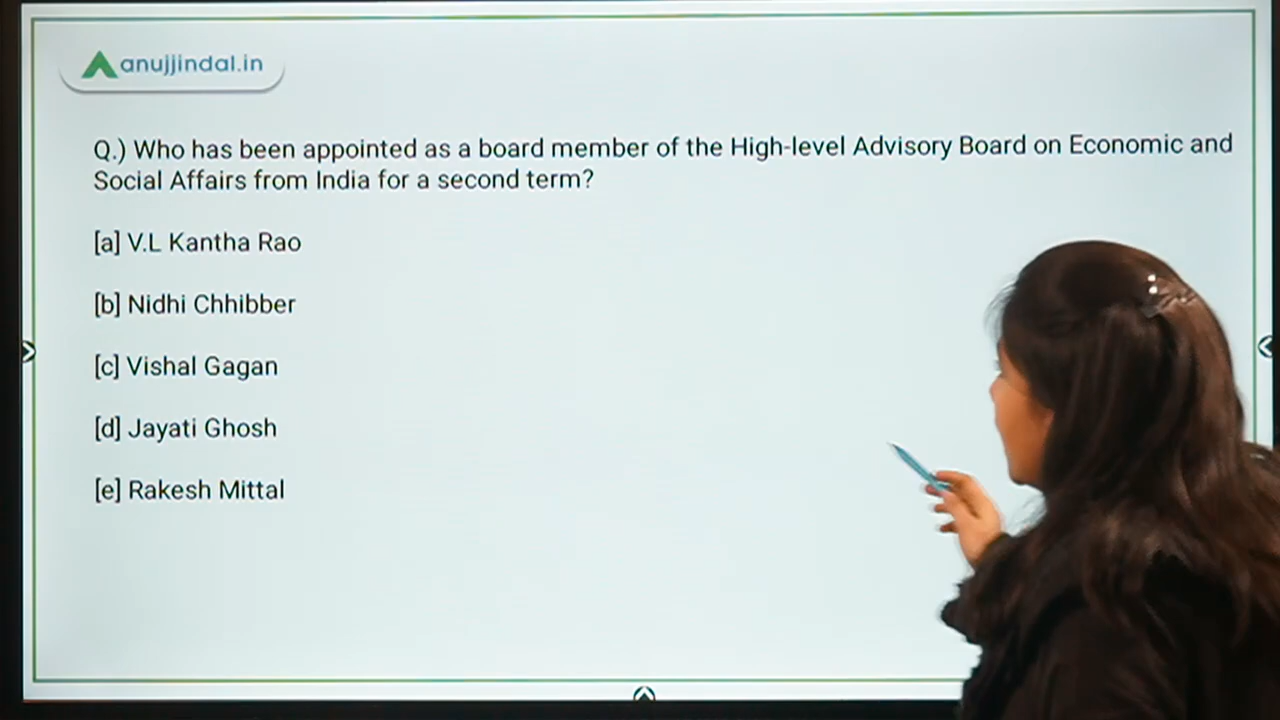 anujjindal.in
Q.) Who has been appointed as a board member of the High-level Advisory Board on Economic and
Social Affairs from India for a second term?
[a] V.L Kantha Rao
[b] Nidhi Chhibber
[c] Vishal Gagan
[d] Jayati Ghosh
[e] Rakesh Mittal